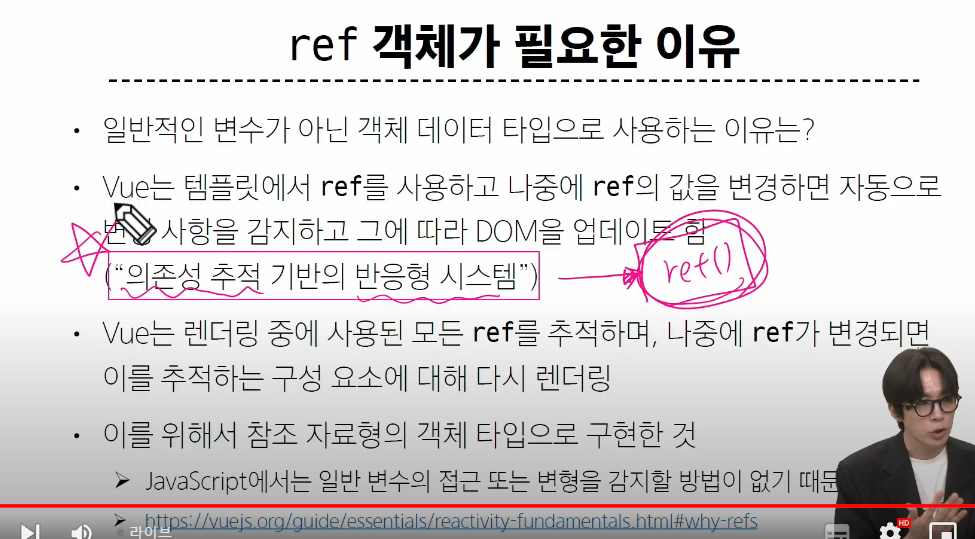 ref 객체가 필요한 이유
• 일반적인 변수가 아닌 객체 데이터 타입으로 사용하는 이유는?
• Vue는 템플릿에서 ref를 사용하고 나중에 ref의 값을 변경하면 자동으로
변경 사항을 감지하고 그에 따라 DOM을 업데이트 함
("의존성 추적 기반의 반응형 시스템")
ref()
• Vue는 렌더링 중에 사용된 모든 ref를 추적하며, 나중에 ref가 변경되면
이를 추적하는 구성 요소에 대해 다시 렌더링
• 이를 위해서 참조 자료형의 객체 타입으로 구현한 것
➢ JavaScript에서는 일반 변수의 접근 또는 변형을 감지할 방법이 없기
➢ https://vuejs.org/guide/essentials/reactivity-fundamentals.html#why-refs
라이브
HD